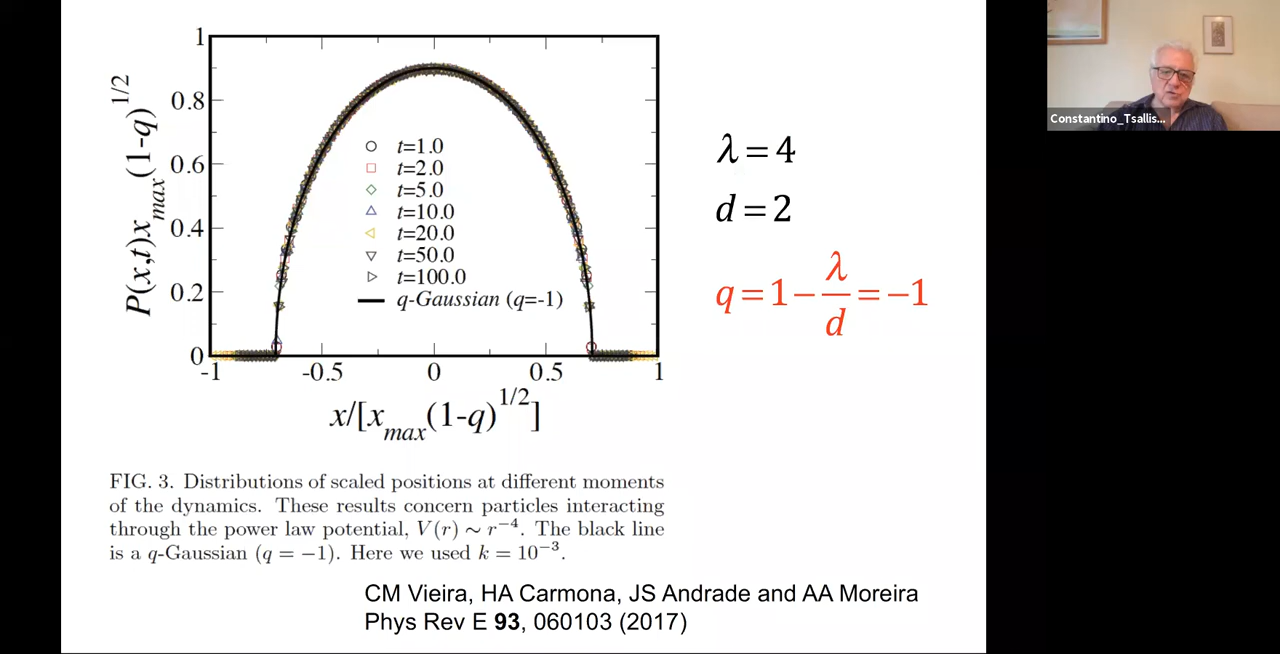 P(x,t)x_max(1-q)^1/2
1
0.8
0.6
0.4
0.2
0
-1
-0.5
0
0.5
1
t=1.0
t=2.0
t=5.0
t=10.0
t=20.0
t=50.0
t=100.0
q-Gaussian (q=-1)
x/[x_max(1-q)^1/2]
λ = 4
d = 2
q = 1 − λ/d = −1
FIG. 3. Distributions of scaled positions at different moments
of the dynamics. These results concern particles interacting
through the power law potential, V(r) ∼ r⁻⁴. The black line
is a q-Gaussian (q = −1). Here we used k = 10⁻³.
CM Vieira, HA Carmona, JS Andrade and AA Moreira
Phys Rev E 93, 060103 (2017)
Constantino_Tsallis...